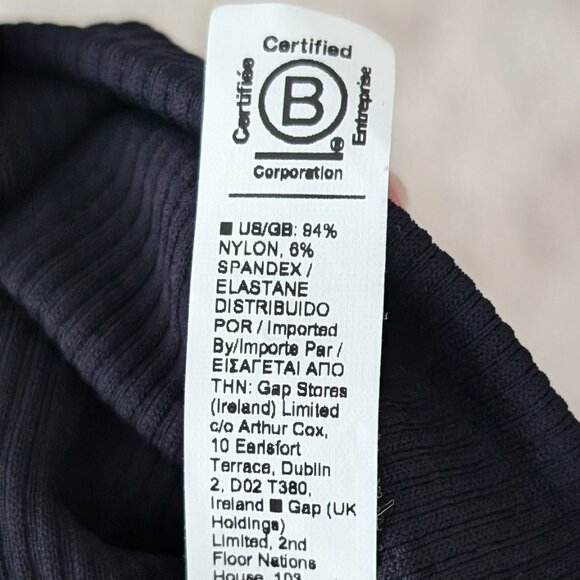 Certified
Certifiée
B
®
Entreprise
Corporation
■ US/GB: 94%
NYLON, 6%
SPANDEX /
ELASTANE
DISTRIBUIDO
POR / Imported
By/Importe Par /
ΕΙΣΑΓΕΤΑΙ ΑΠΟ
ΤΗΝ: Gap Stores
(Ireland) Limited
c/o Arthur Cox,
10 Earlsfort
Terrace, Dublin
2, D02 T380,
Ireland ■ Gap (UK
Holdings)
Limited, 2nd
Floor Nations
House, 103